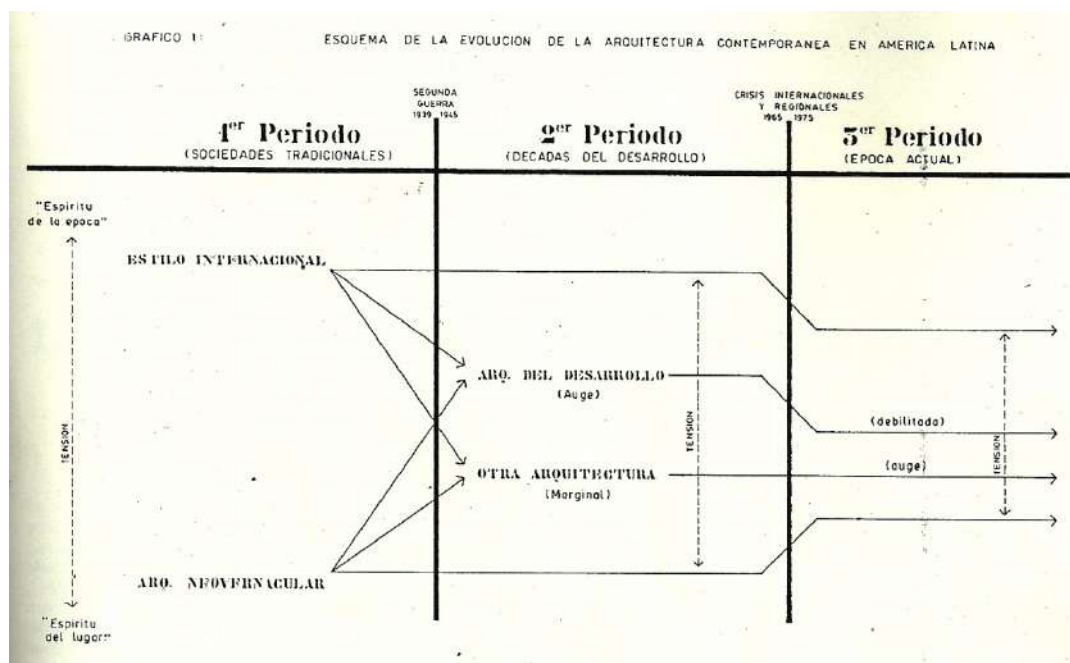 GRAFICO 1:
ESQUEMA DE LA EVOLUCION DE LA ARQUITECTURA CONTEMPORANEA EN AMERICA LATINA
SEGUNDA
GUERRA
1939 1945
CRISIS INTERNACIONALES
Y REGIONALES
1965 1975
1er Periodo
(SOCIEDADES TRADICIONALES)
2er Periodo
(DECADAS DEL DESARROLLO)
3er Periodo
(EPOCA ACTUAL)
"Espiritu
de la epoca"
TENSION
"Espiritu
del lugar"
ESTILO INTERNACIONAL
ARQ. NEOVERNACULAR
ARQ. DEL DESARROLLO
(Auge)
OTRA ARQUITECTURA
(Marginal)
TENSION
(debilitada)
(auge)
TENSION